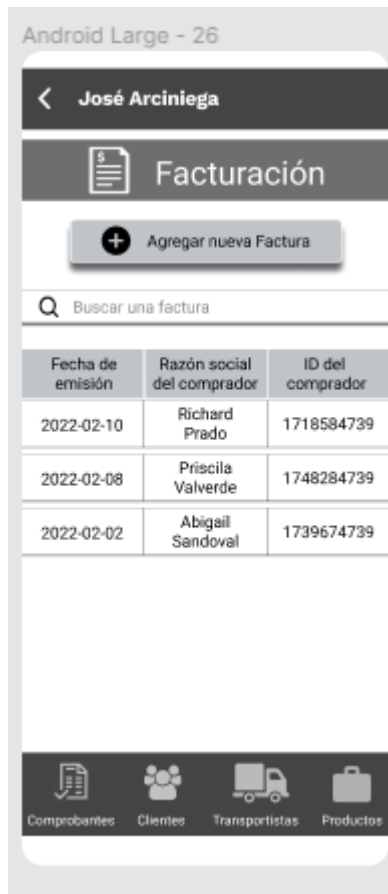 Android Large - 26
José Arciniega
Facturación
Agregar nueva Factura
Buscar una factura
Fecha de emisión Razón social del comprador ID del comprador
2022-02-10 Richard Prado 1718584739
2022-02-08 Priscila Valverde 1748284739
2022-02-02 Abigail Sandoval 1739674739
Comprobantes Clientes Transportistas Productos